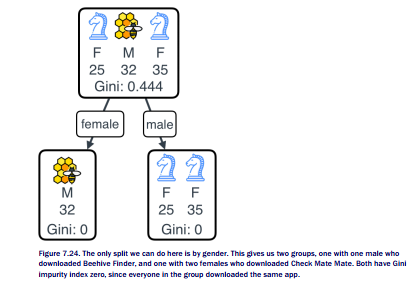 F M F
25 32 35
Gini: 0.444
female male
M F F
32 25 35
Gini: 0 Gini: 0
Figure 7.24. The only split we can do here is by gender. This gives us two groups, one with one male who
downloaded Beehive Finder, and one with two females who downloaded Check Mate Mate. Both have Gini
impurity index zero, since everyone in the group downloaded the same app.